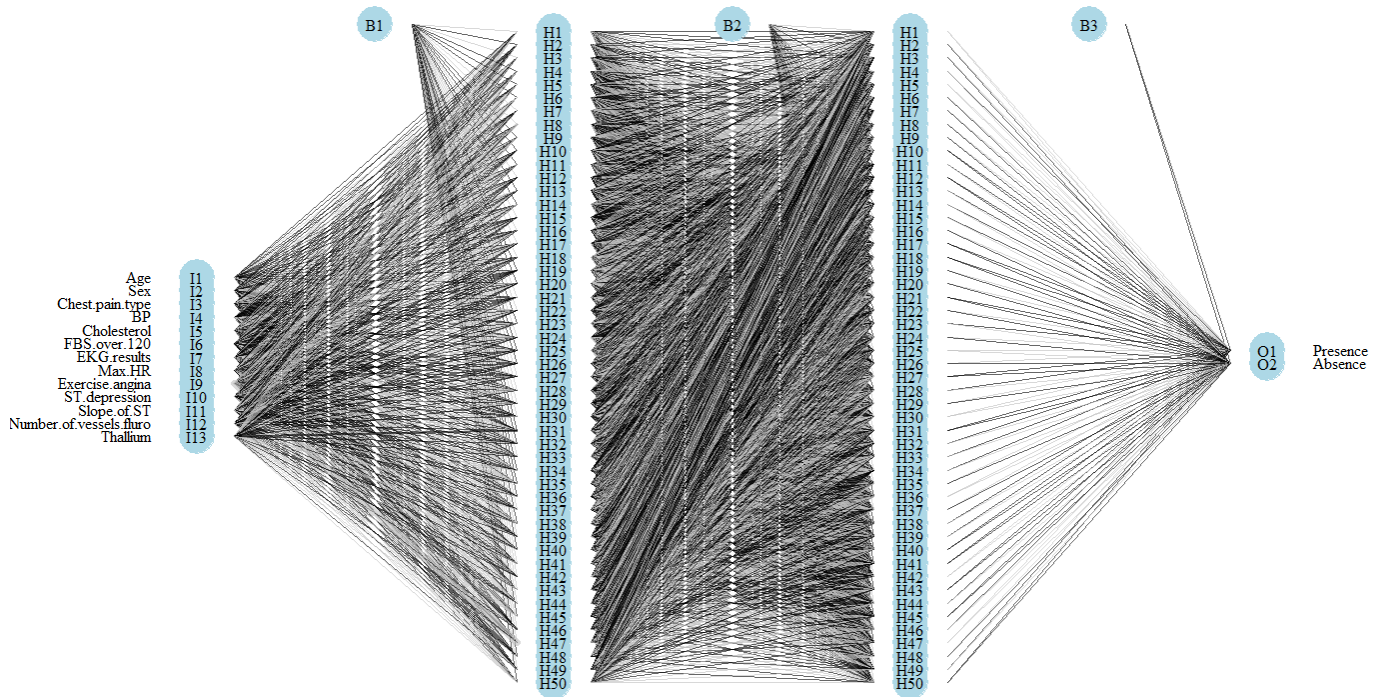 B1
B2
B3
Age
Sex
Chest.pain.type
BP
Cholesterol
FBS.over.120
EKG.results
Max.HR
Exercise.angina
ST.depression
Slope.of.ST
Number.of.vessels.fluro
Thallium
I1
I2
I3
I4
I5
I6
I7
I8
I9
I10
I11
I12
I13
H1
H2
H3
H4
H5
H6
H7
H8
H9
H10
H11
H12
H13
H14
H15
H16
H17
H18
H19
H20
H21
H22
H23
H24
H25
H26
H27
H28
H29
H30
H31
H32
H33
H34
H35
H36
H37
H38
H39
H40
H41
H42
H43
H44
H45
H46
H47
H48
H49
H50
H1
H2
H3
H4
H5
H6
H7
H8
H9
H10
H11
H12
H13
H14
H15
H16
H17
H18
H19
H20
H21
H22
H23
H24
H25
H26
H27
H28
H29
H30
H31
H32
H33
H34
H35
H36
H37
H38
H39
H40
H41
H42
H43
H44
H45
H46
H47
H48
H49
H50
O1
O2
Presence
Absence